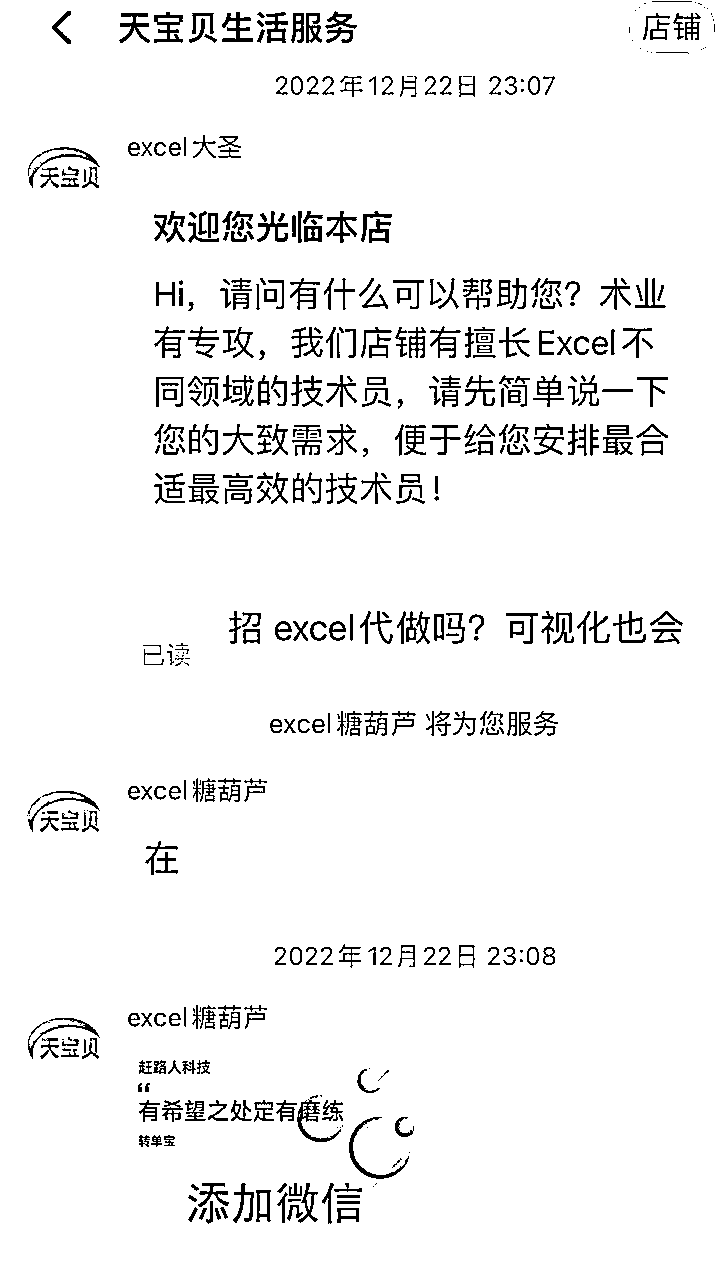 天宝贝生活服务
店铺
2022年12月22日 23:07
excel大圣
天宝贝
欢迎您光临本店
Hi，请问有什么可以帮助您？术业
有专攻，我们店铺有擅长Excel不
同领域的技术员，请先简单说一下
您的大致需求，便于给您安排最合
适最高效的技术员！
招 excel代做吗？可视化也会
已读
excel糖葫芦 将为您服务
excel糖葫芦
天宝贝
在
2022年12月22日 23:08
excel糖葫芦
天宝贝
赶路人科技
“
有希望之处定有磨练
转单宝
添加微信